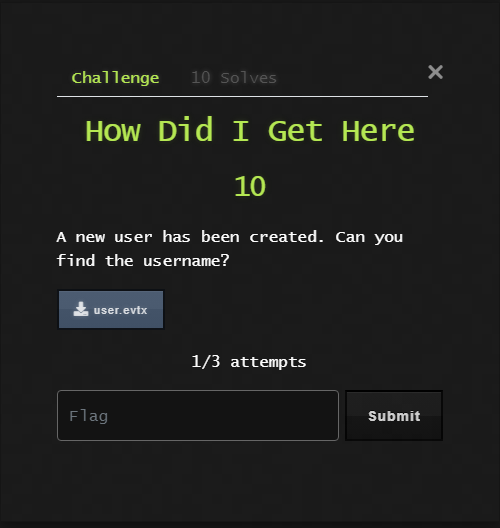 Challenge 10 Solves ×
How Did I Get Here
10
A new user has been created. Can you
find the username?
user.evtx
1/3 attempts
Flag Submit